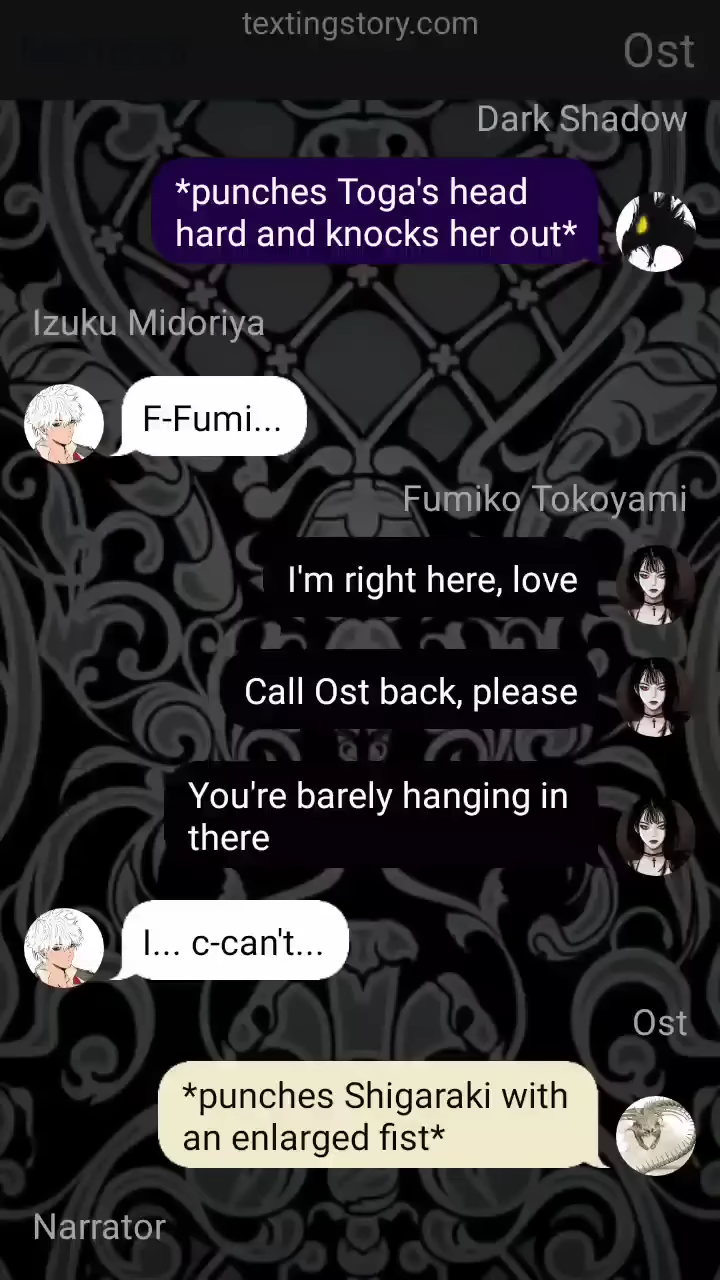 textingstory.com
Ost
Dark Shadow
*punches Toga's head
hard and knocks her out*
Izuku Midoriya
F-Fumi...
Fumiko Tokoyami
I'm right here, love
Call Ost back, please
You're barely hanging in
there
I... c-can't...
Ost
*punches Shigaraki with
an enlarged fist*
Narrator